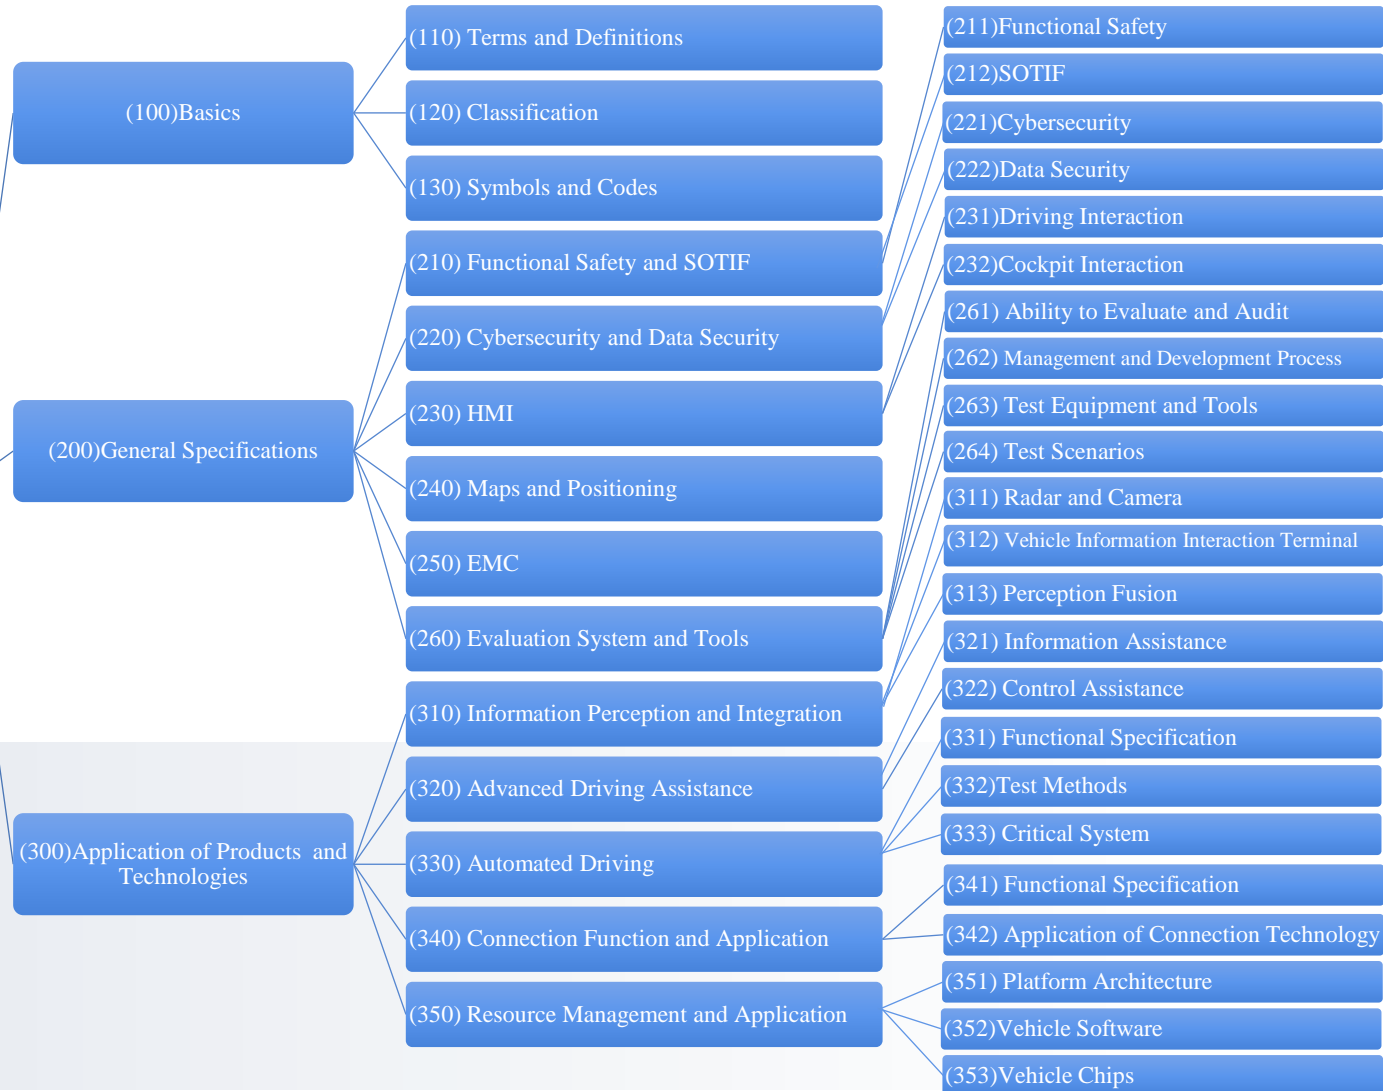 (100)Basics
(200)General Specifications
(300)Application of Products and
Technologies
(110) Terms and Definitions
(120) Classification
(130) Symbols and Codes
(210) Functional Safety and SOTIF
(220) Cybersecurity and Data Security
(230) HMI
(240) Maps and Positioning
(250) EMC
(260) Evaluation System and Tools
(310) Information Perception and Integration
(320) Advanced Driving Assistance
(330) Automated Driving
(340) Connection Function and Application
(350) Resource Management and Application
(211)Functional Safety
(212)SOTIF
(221)Cybersecurity
(222)Data Security
(231)Driving Interaction
(232)Cockpit Interaction
(261) Ability to Evaluate and Audit
(262) Management and Development Process
(263) Test Equipment and Tools
(264) Test Scenarios
(311) Radar and Camera
(312) Vehicle Information Interaction Terminal
(313) Perception Fusion
(321) Information Assistance
(322) Control Assistance
(331) Functional Specification
(332)Test Methods
(333) Critical System
(341) Functional Specification
(342) Application of Connection Technology
(351) Platform Architecture
(352)Vehicle Software
(353)Vehicle Chips